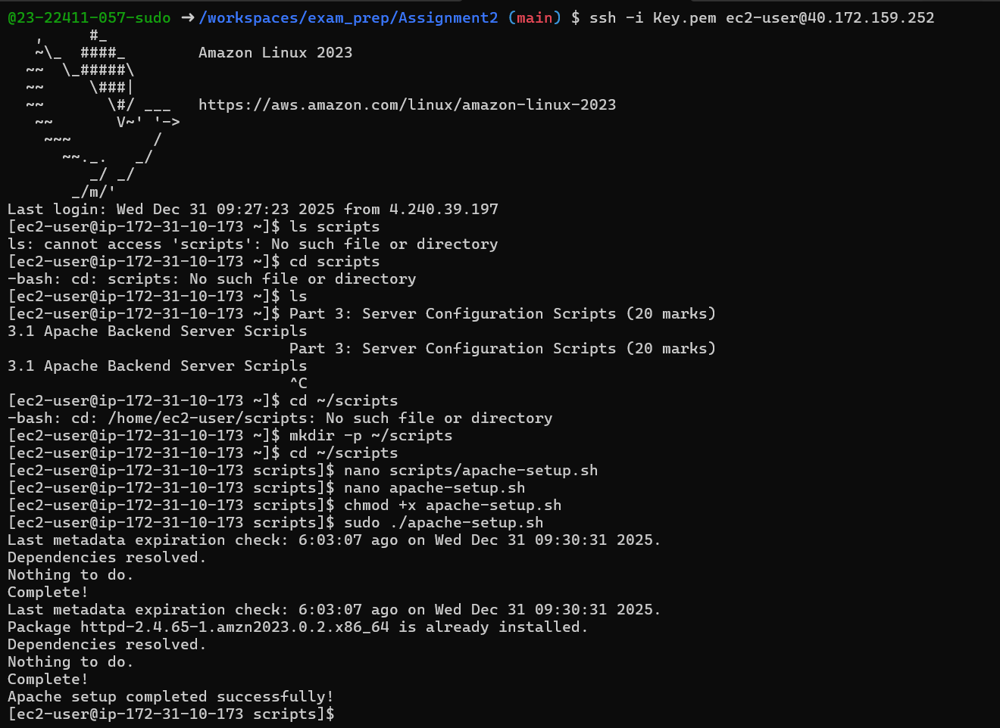 @23-22411-057-sudo ➜ /workspaces/exam_prep/Assignment2 (main) $ ssh -i Key.pem ec2-user@40.172.159.252
   ,     #_
   ~\_  ####_        Amazon Linux 2023
  ~~  \_#####\
  ~~     \###|
  ~~       \#/ ___   https://aws.amazon.com/linux/amazon-linux-2023
   ~~       V~' '->
    ~~~         /
      ~~._.   _/
         _/ _/
       _/m/'
Last login: Wed Dec 31 09:27:23 2025 from 4.240.39.197
[ec2-user@ip-172-31-10-173 ~]$ ls scripts
ls: cannot access 'scripts': No such file or directory
[ec2-user@ip-172-31-10-173 ~]$ cd scripts
-bash: cd: scripts: No such file or directory
[ec2-user@ip-172-31-10-173 ~]$ ls
[ec2-user@ip-172-31-10-173 ~]$ Part 3: Server Configuration Scripts (20 marks)
3.1 Apache Backend Server Scripls
                               Part 3: Server Configuration Scripts (20 marks)
3.1 Apache Backend Server Scripls
                               ^C
[ec2-user@ip-172-31-10-173 ~]$ cd ~/scripts
-bash: cd: /home/ec2-user/scripts: No such file or directory
[ec2-user@ip-172-31-10-173 ~]$ mkdir -p ~/scripts
[ec2-user@ip-172-31-10-173 ~]$ cd ~/scripts
[ec2-user@ip-172-31-10-173 scripts]$ nano scripts/apache-setup.sh
[ec2-user@ip-172-31-10-173 scripts]$ nano apache-setup.sh
[ec2-user@ip-172-31-10-173 scripts]$ chmod +x apache-setup.sh
[ec2-user@ip-172-31-10-173 scripts]$ sudo ./apache-setup.sh
Last metadata expiration check: 6:03:07 ago on Wed Dec 31 09:30:31 2025.
Dependencies resolved.
Nothing to do.
Complete!
Last metadata expiration check: 6:03:07 ago on Wed Dec 31 09:30:31 2025.
Package httpd-2.4.65-1.amzn2023.0.2.x86_64 is already installed.
Dependencies resolved.
Nothing to do.
Complete!
Apache setup completed successfully!
[ec2-user@ip-172-31-10-173 scripts]$